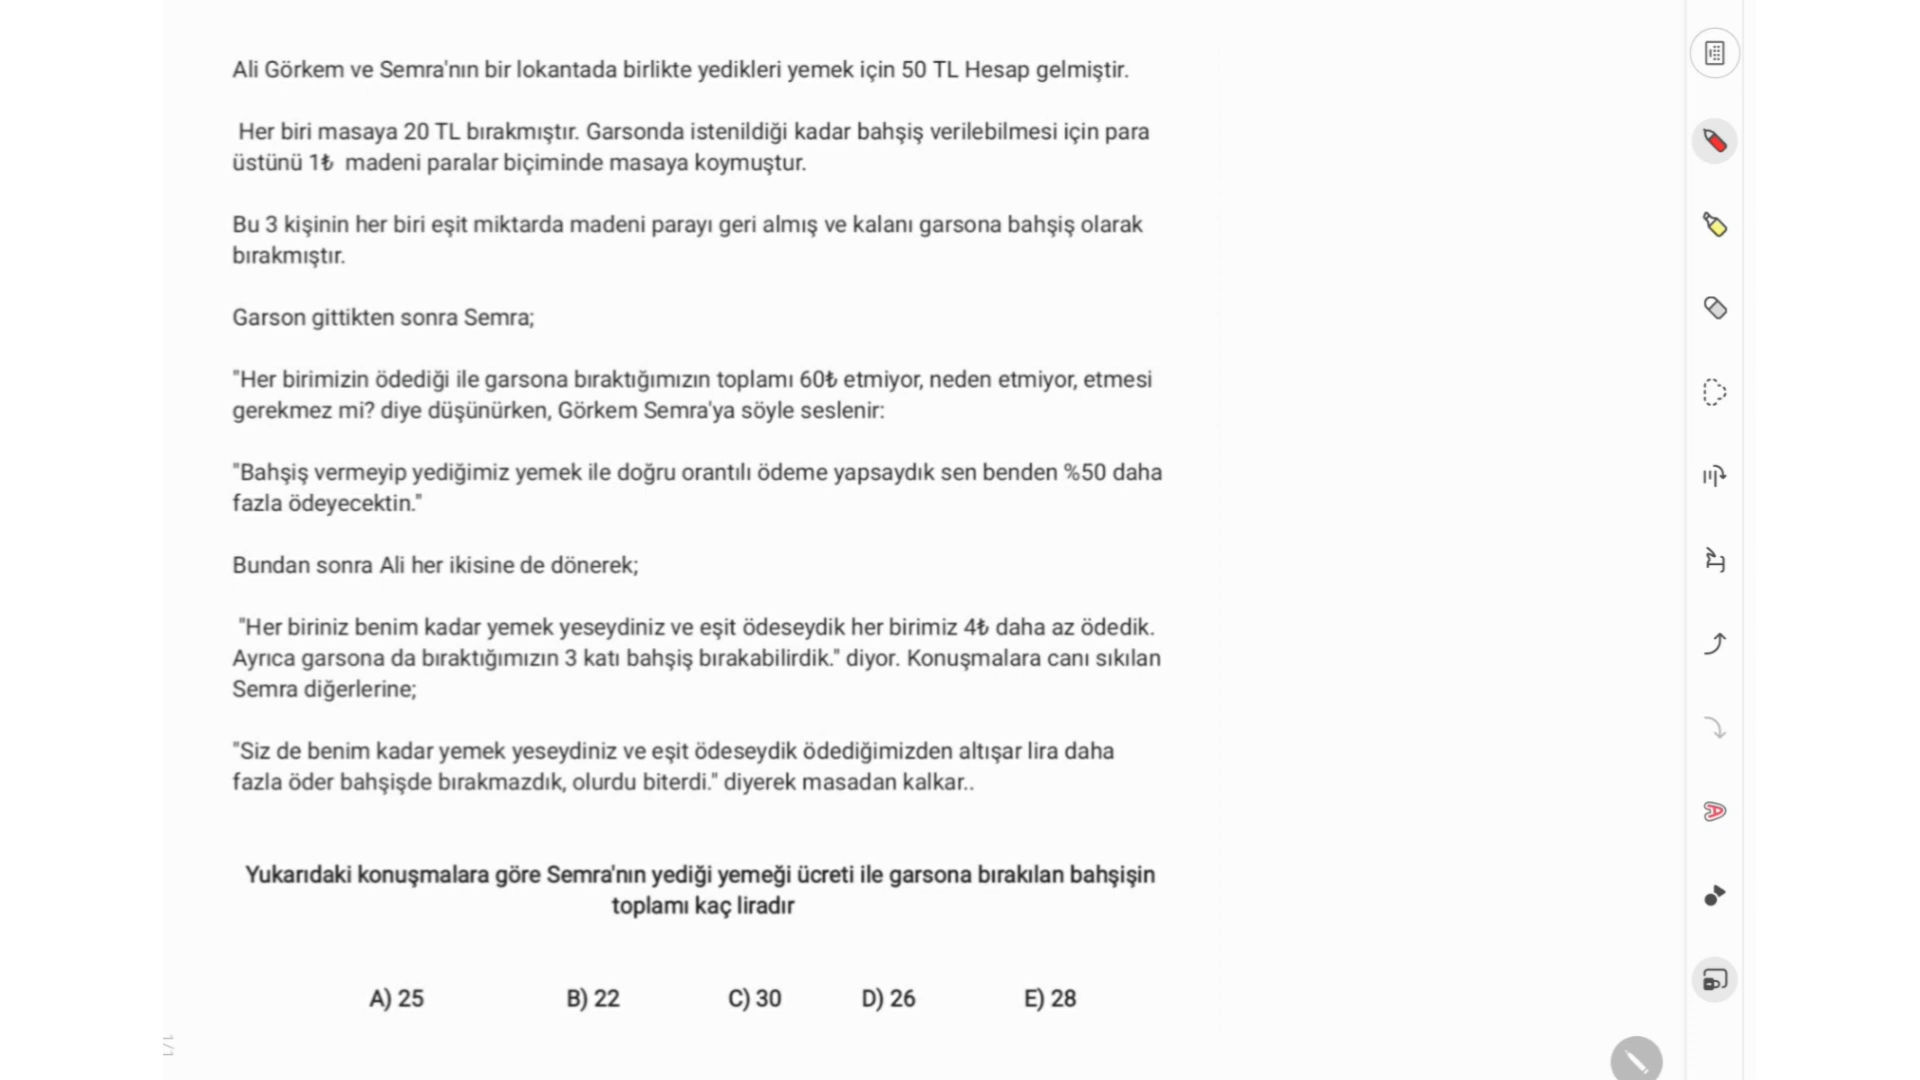 Ali Görkem ve Semra'nın bir lokantada birlikte yedikleri yemek için 50 TL Hesap gelmiştir.
Her biri masaya 20 TL bırakmıştır. Garsonda istenildiği kadar bahşiş verilebilmesi için para
üstünü 1₺ madeni paralar biçiminde masaya koymuştur.
Bu 3 kişinin her biri eşit miktarda madeni parayı geri almış ve kalanı garsona bahşiş olarak
bırakmıştır.
Garson gittikten sonra Semra;
"Her birimizin ödediği ile garsona bıraktığımızın toplamı 60₺ etmiyor, neden etmiyor, etmesi
gerekmez mi? diye düşünürken, Görkem Semra'ya söyle seslenir:
"Bahşiş vermeyip yediğimiz yemek ile doğru orantılı ödeme yapsaydık sen benden %50 daha
fazla ödeyecektin."
Bundan sonra Ali her ikisine de dönerek;
"Her biriniz benim kadar yemek yeseydiniz ve eşit ödeseydik her birimiz 4₺ daha az ödedik.
Ayrıca garsona da bıraktığımızın 3 katı bahşiş bırakabilirdik." diyor. Konuşmalara canı sıkılan
Semra diğerlerine;
"Siz de benim kadar yemek yeseydiniz ve eşit ödeseydik ödediğimizden altışar lira daha
fazla öder bahşişde bırakmazdık, olurdu biterdi." diyerek masadan kalkar..
Yukarıdaki konuşmalara göre Semra'nın yediği yemeği ücreti ile garsona bırakılan bahşişin
toplamı kaç liradır
A) 25 B) 22 C) 30 D) 26 E) 28
1/1